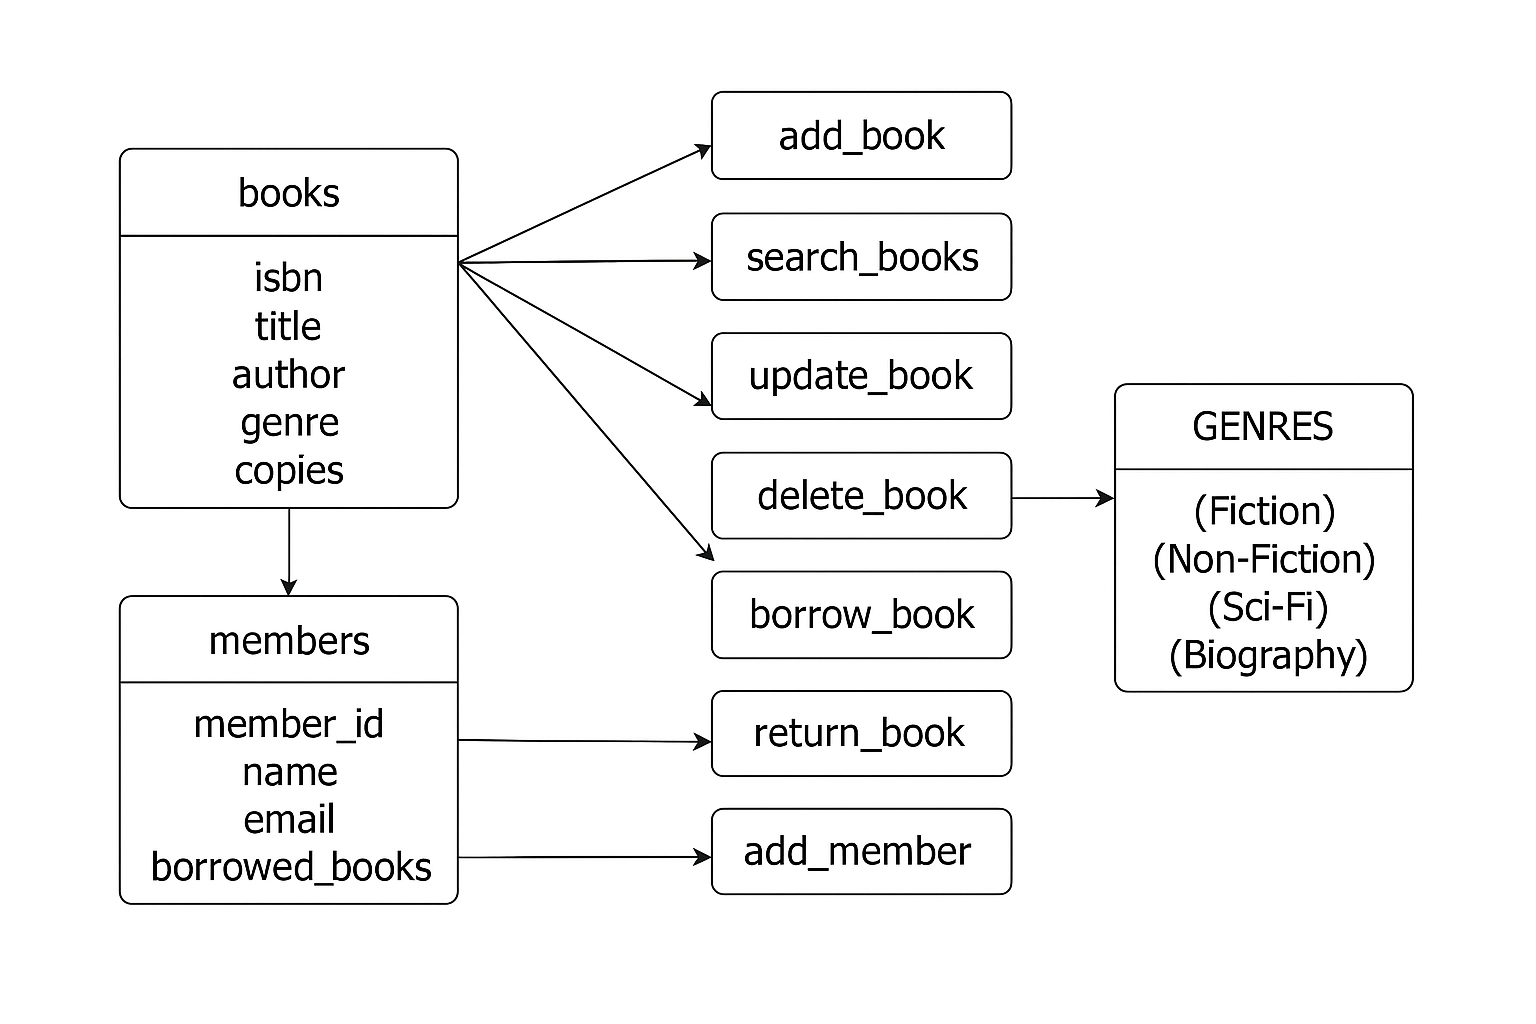 books
isbn
title
author
genre
copies
members
member_id
name
email
borrowed_books
add_book
search_books
update_book
delete_book
borrow_book
return_book
add_member
GENRES
(Fiction)
(Non-Fiction)
(Sci-Fi)
(Biography)